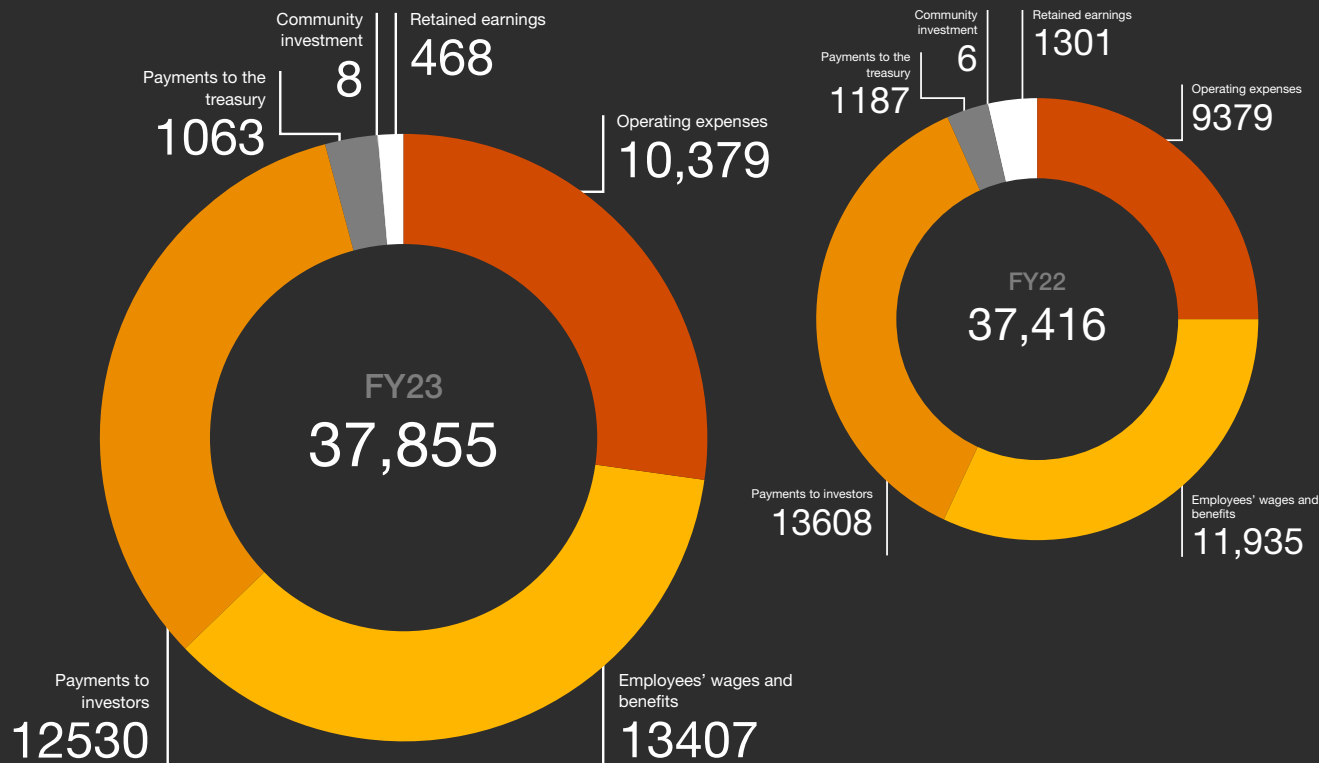 Community
investment
8
Retained earnings
468
Payments to the
treasury
1063
Operating expenses
10,379
FY23
37,855
Payments to
investors
12530
Employees’ wages and
benefits
13407
Community
investment
6
Retained earnings
1301
Payments to the
treasury
1187
Operating expenses
9379
FY22
37,416
Payments to investors
13608
Employees’ wages and
benefits
11,935